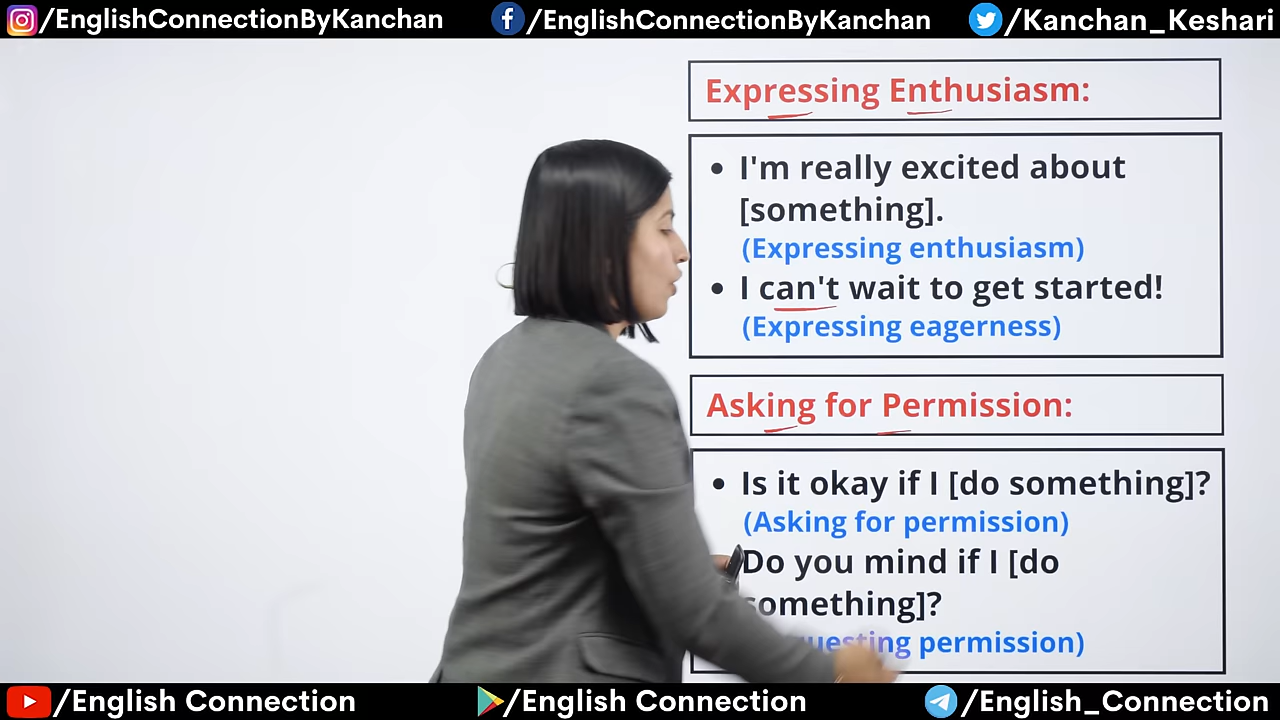 /EnglishConnectionByKanchan /EnglishConnectionByKanchan /Kanchan_Keshari
Expressing Enthusiasm:
• I'm really excited about
[something].
(Expressing enthusiasm)
• I can't wait to get started!
(Expressing eagerness)
Asking for Permission:
• Is it okay if I [do something]?
(Asking for permission)
Do you mind if I [do
something]?
permission)
/English Connection /English Connection /English_Connection